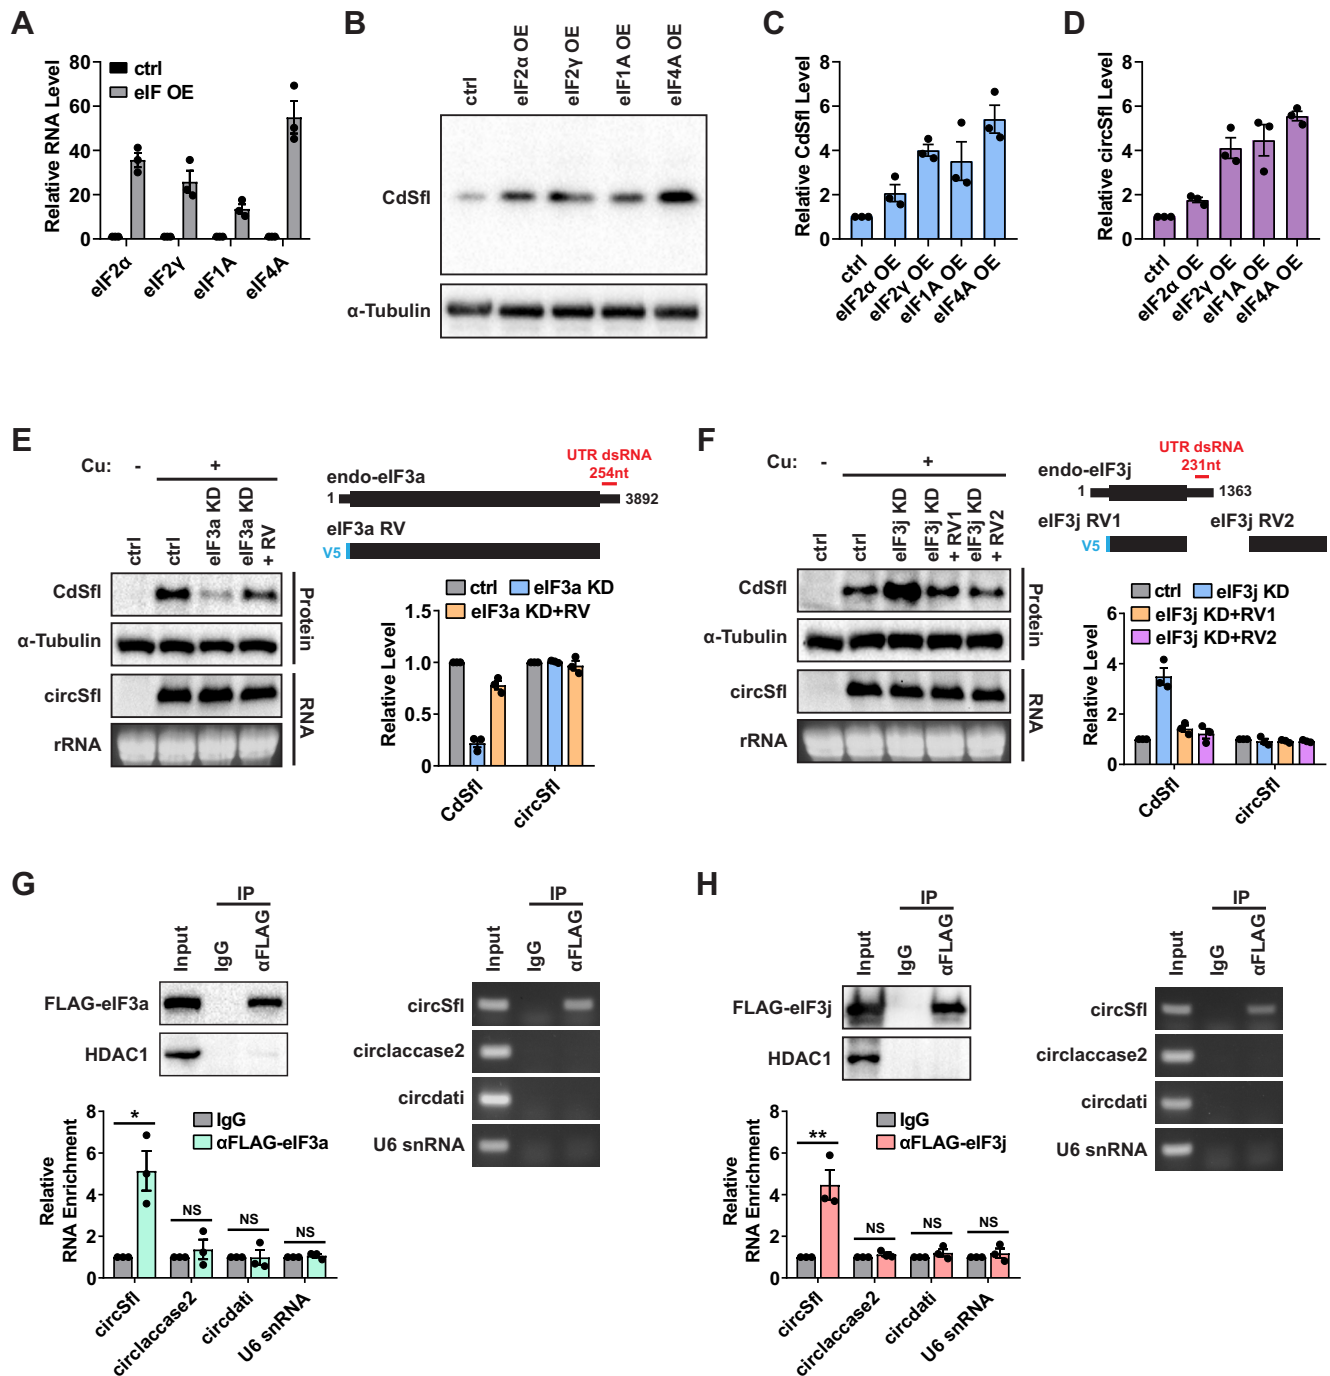 A
Relative RNA Level
80
60
40
20
0
ctrl
eIF OE
eIF2α
eIF2γ
eIF1A
eIF4A
B
ctrl
eIF2α OE
eIF2γ OE
eIF1A OE
eIF4A OE
CdSfl
α-Tubulin
C
Relative CdSfl Level
8
6
4
2
0
ctrl
eIF2α OE
eIF2γ OE
eIF1A OE
eIF4A OE
D
Relative circSfl Level
8
6
4
2
0
ctrl
eIF2α OE
eIF2γ OE
eIF1A OE
eIF4A OE
E
Cu: - +
ctrl
ctrl
eIF3a KD
eIF3a KD
+ RV
CdSfl
α-Tubulin
circSfl
rRNA
Protein
RNA
UTR dsRNA
254nt
endo-eIF3a
1
3892
eIF3a RV
V5
ctrl
eIF3a KD
eIF3a KD+RV
Relative Level
1.5
1.0
0.5
0
CdSfl
circSfl
F
Cu: - +
ctrl
ctrl
eIF3j KD
eIF3j KD
+ RV1
eIF3j KD
+ RV2
CdSfl
α-Tubulin
circSfl
rRNA
Protein
RNA
UTR dsRNA
231nt
endo-eIF3j
1
1363
eIF3j RV1
eIF3j RV2
V5
ctrl
eIF3j KD
eIF3j KD+RV1
eIF3j KD+RV2
Relative Level
6
4
2
0
CdSfl
circSfl
G
IP
Input
IgG
αFLAG
FLAG-eIF3a
HDAC1
IP
Input
IgG
αFLAG
circSfl
circlaccase2
circdati
U6 snRNA
Relative
RNA Enrichment
8
6
4
2
0
IgG
αFLAG-eIF3a
*
NS
NS
NS
circSfl
circlaccase2
circdati
U6 snRNA
H
IP
Input
IgG
αFLAG
FLAG-eIF3j
HDAC1
IP
Input
IgG
αFLAG
circSfl
circlaccase2
circdati
U6 snRNA
Relative
RNA Enrichment
8
6
4
2
0
IgG
αFLAG-eIF3j
**
NS
NS
NS
circSfl
circlaccase2
circdati
U6 snRNA